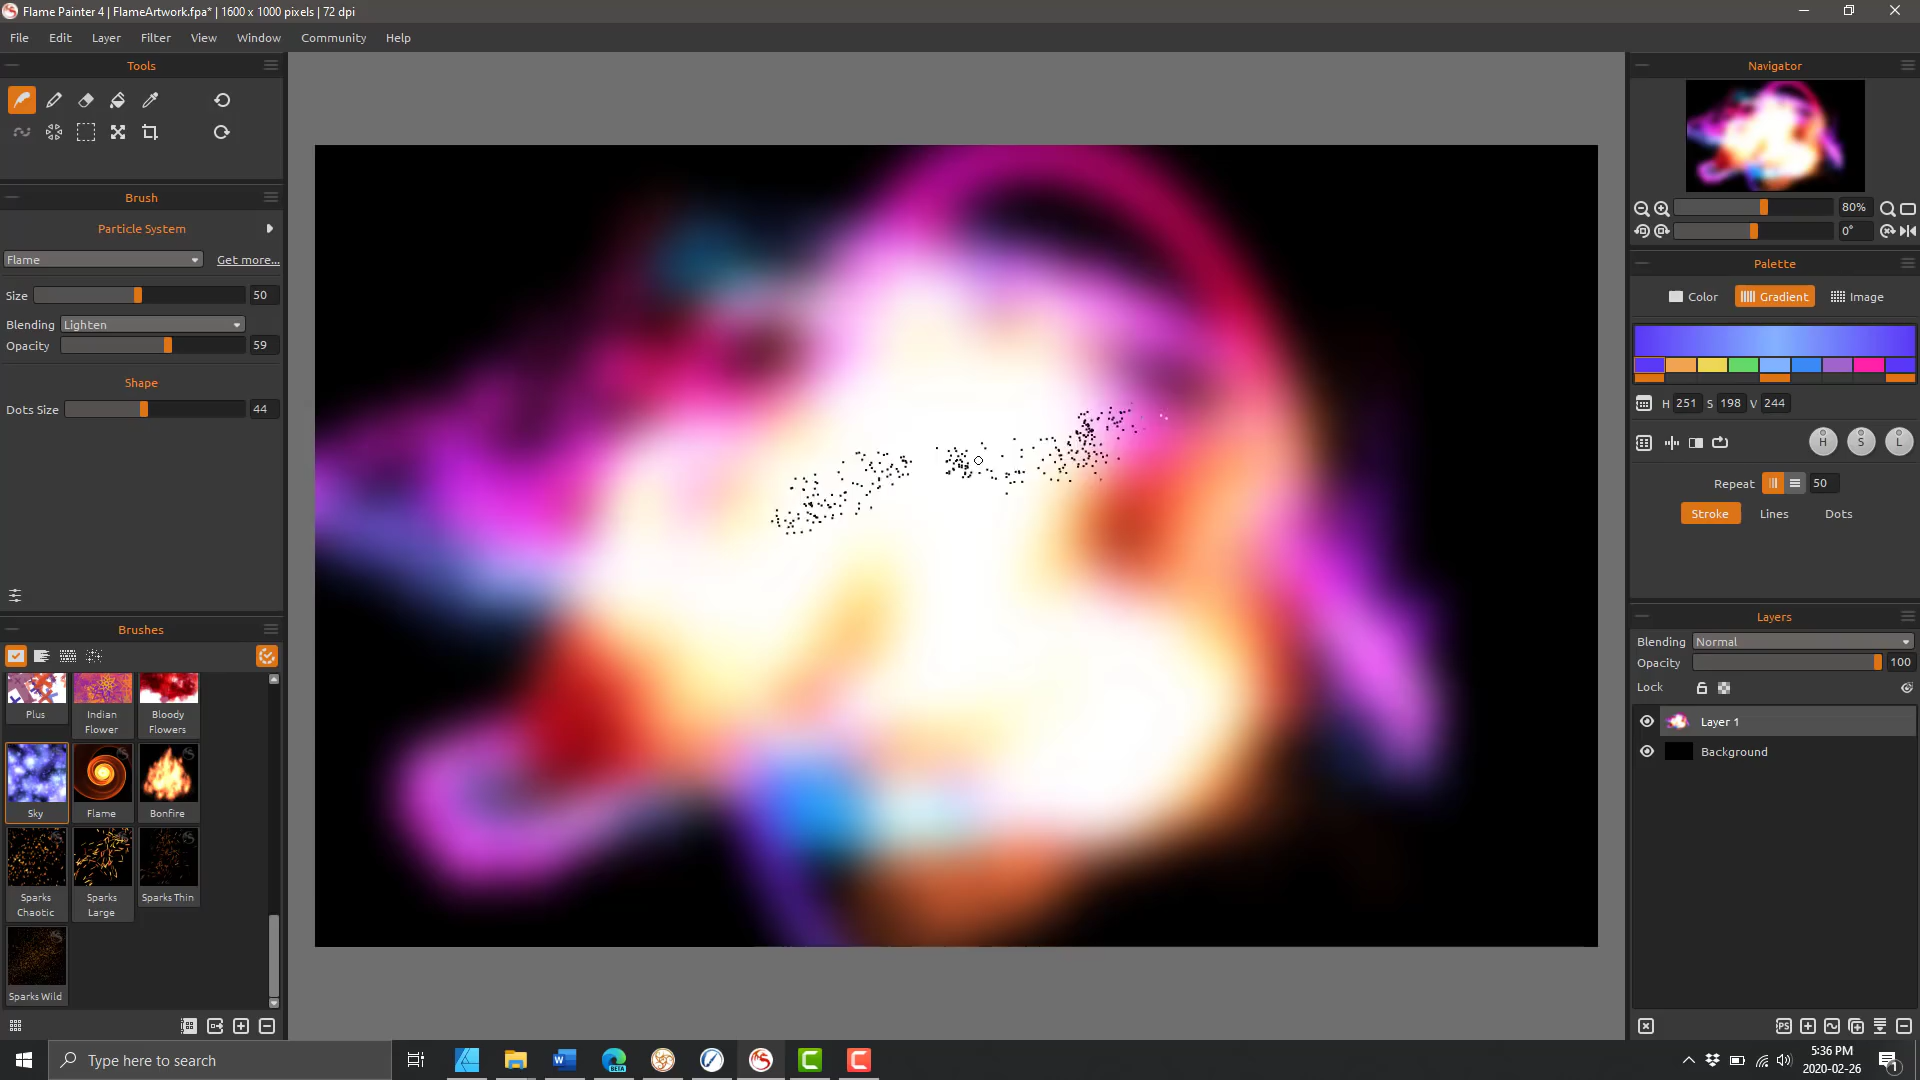 Flame Painter 4 | FlameArtwork.fpa* | 1600 x 1000 pixels | 72 dpi
File Edit Layer Filter View Window Community Help
Tools
Brush
Particle System
Flame Get more...
Size 50
Blending Lighten
Opacity 59
Shape
Dots Size 44
Brushes
Plus Indian Flower Bloody Flowers
Sky Flame Bonfire
Sparks Chaotic Sparks Large Sparks Thin
Sparks Wild
Navigator
80%
0°
Palette
Color Gradient Image
H 251 S 198 V 244
H S L
Repeat 50
Stroke Lines Dots
Layers
Blending Normal
Opacity 100
Lock
Layer 1
Background
PS
Type here to search
W
BETA
C
C
5:36 PM
2020-02-26
1